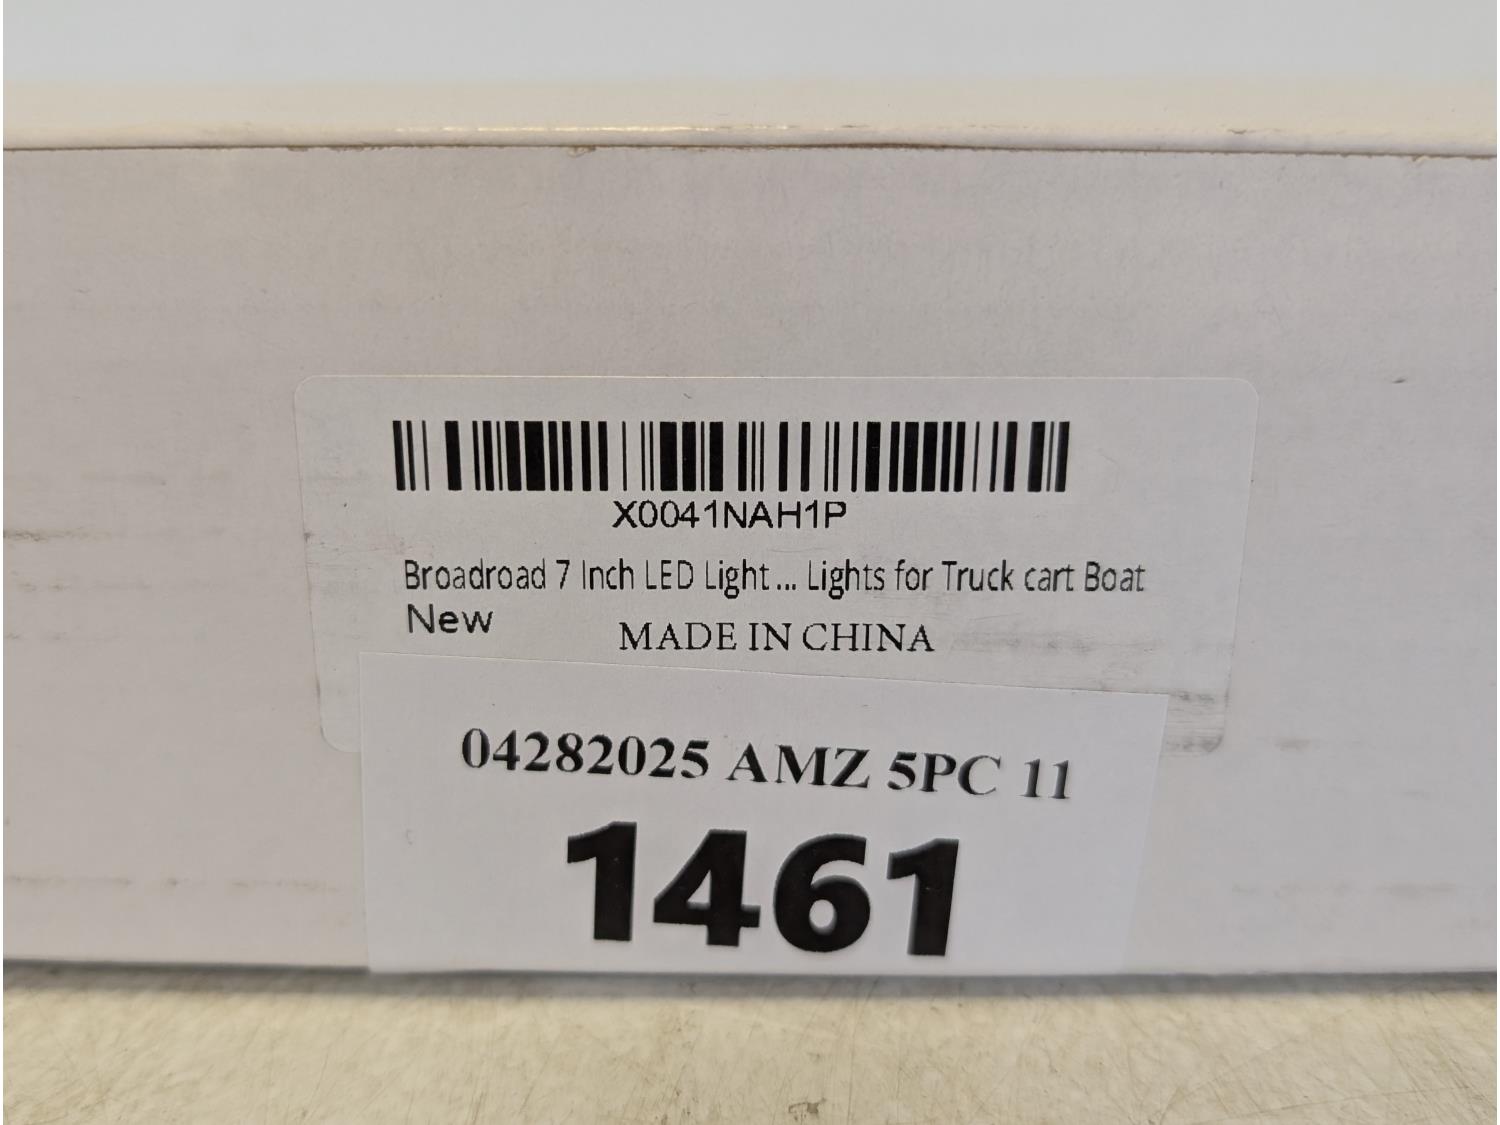 X0041NAH1P
Broadroad 7 Inch LED Light... Lights for Truck cart Boat
New
MADE IN CHINA
04282025 AMZ 5PC 11
1461